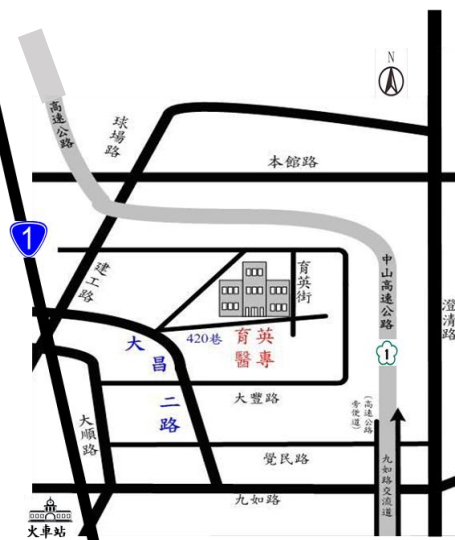 N
高速公路
球場路
本館路
1
建工路
育英街
中山高速公路
澄清路
1
大昌二路
420巷
育英
醫專
大豐路
(高速公路
旁便道)
大順路
覺民路
九如路交流道
九如路
火車站